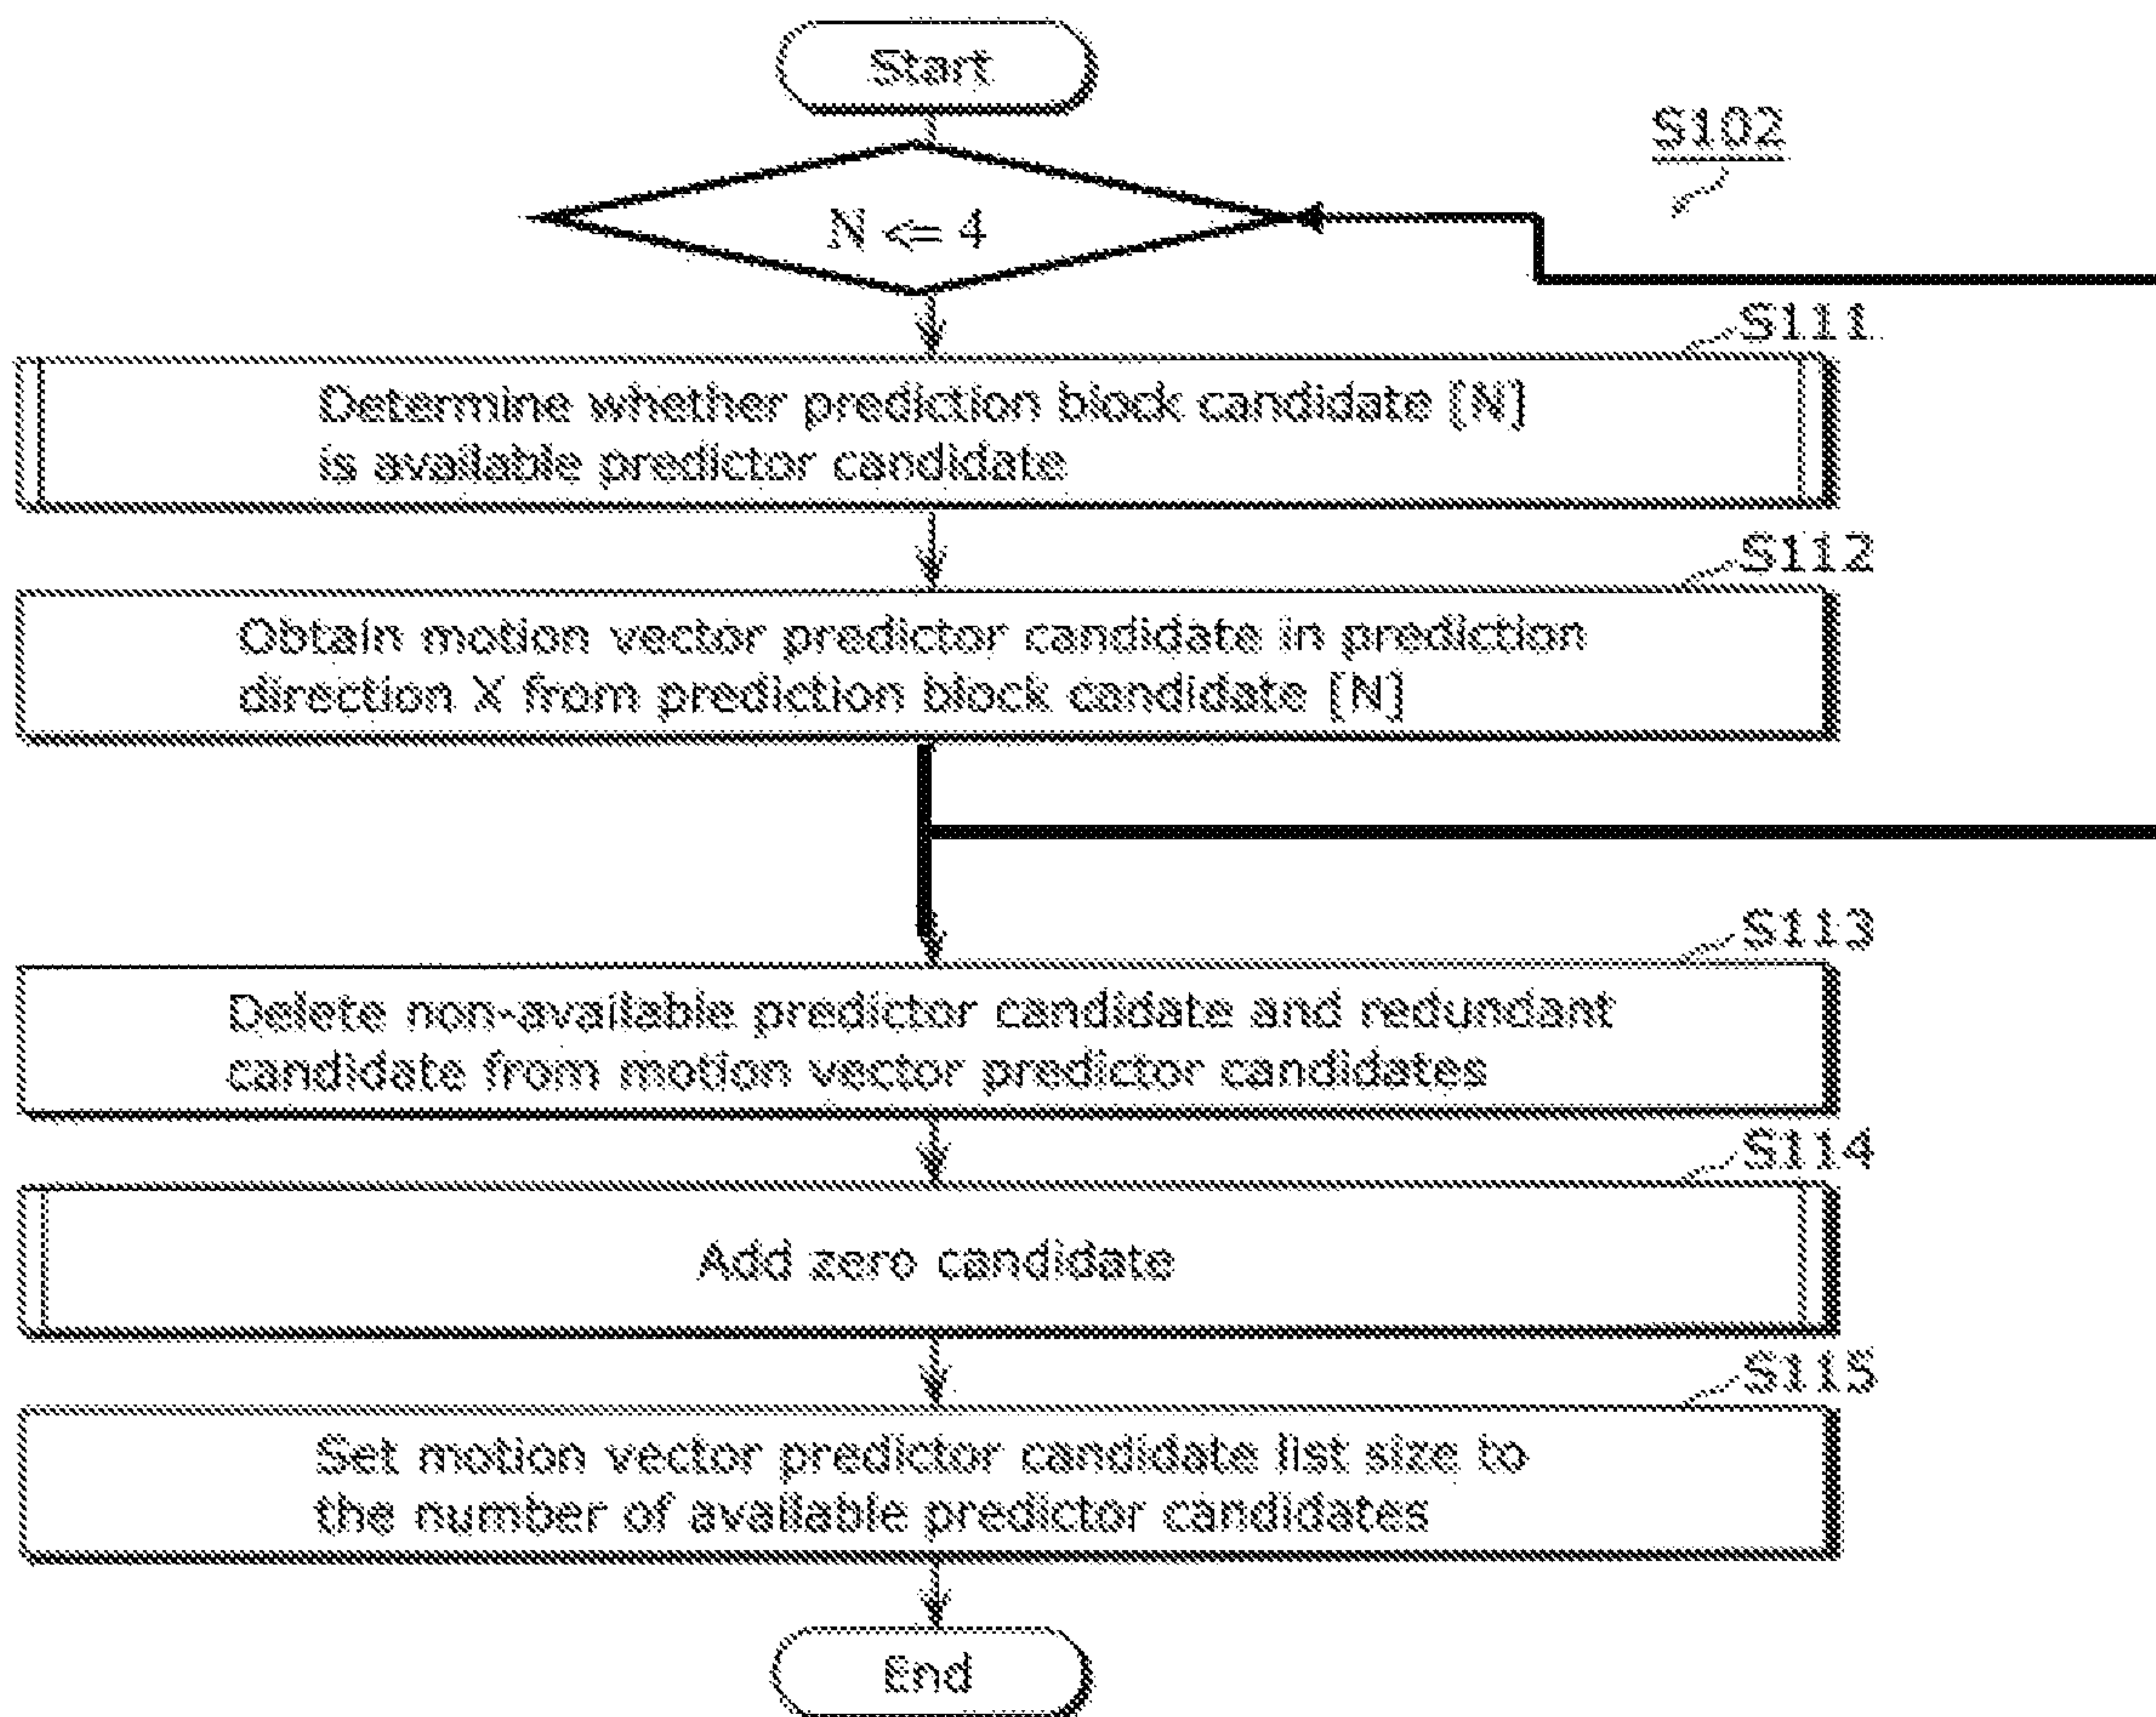 Start
S102
N <= 4
S111
Determine whether prediction block candidate [N]
is available predictor candidate
S112
Obtain motion vector predictor candidate in prediction
direction X from prediction block candidate [N]
S113
Delete non-available predictor candidate and redundant
candidate from motion vector predictor candidates
S114
Add zero candidate
S115
Set motion vector predictor candidate list size to
the number of available predictor candidates
End